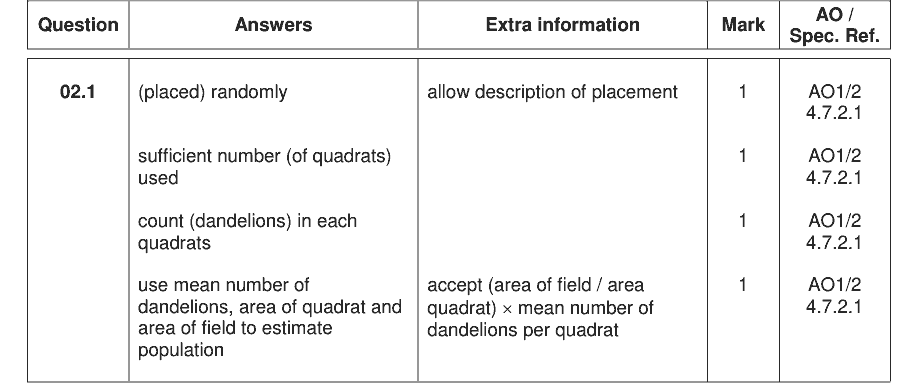 Question Answers Extra information Mark AO /
Spec. Ref.
02.1 (placed) randomly allow description of placement 1 AO1/2
4.7.2.1
sufficient number (of quadrats) 1 AO1/2
used 4.7.2.1
count (dandelions) in each 1 AO1/2
quadrats 4.7.2.1
use mean number of accept (area of field / area 1 AO1/2
dandelions, area of quadrat and quadrat) × mean number of 4.7.2.1
area of field to estimate dandelions per quadrat
population